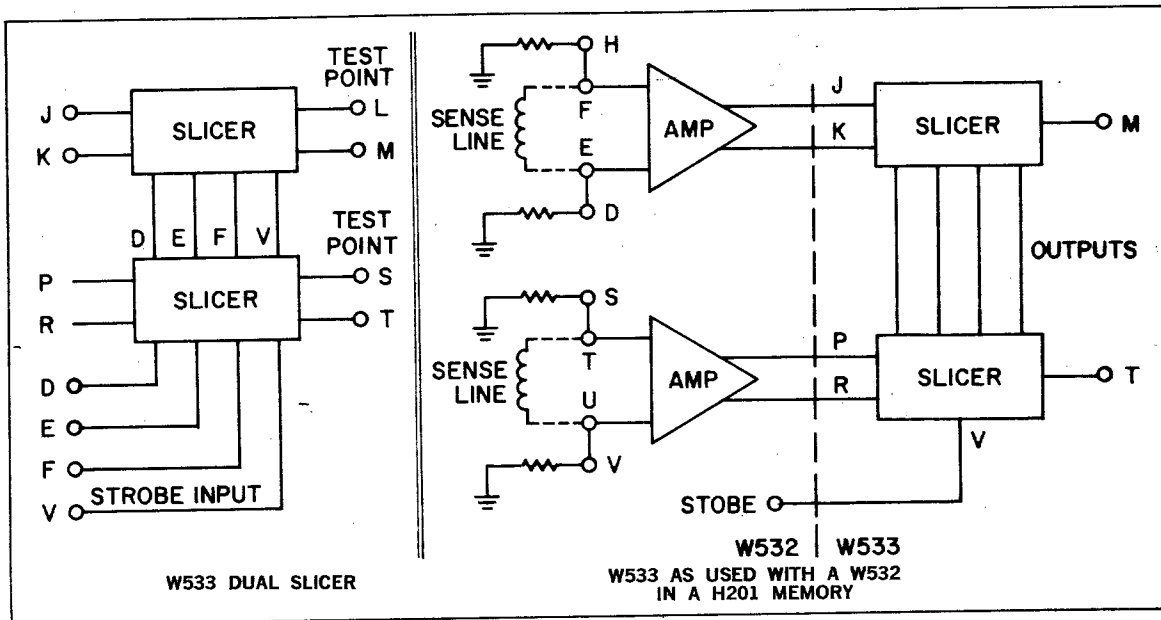 TEST
POINT
J
SLICER
L
K
M
D E F V
TEST
POINT
P
SLICER
S
R
T
D
E
F
STROBE INPUT
V
W533 DUAL SLICER
H
F
SENSE
LINE
E
AMP
J
K
SLICER
M
D
OUTPUTS
S
T
SENSE
LINE
U
AMP
P
R
SLICER
T
V
V
STOBE
W532 W533
W533 AS USED WITH A W532
IN A H201 MEMORY